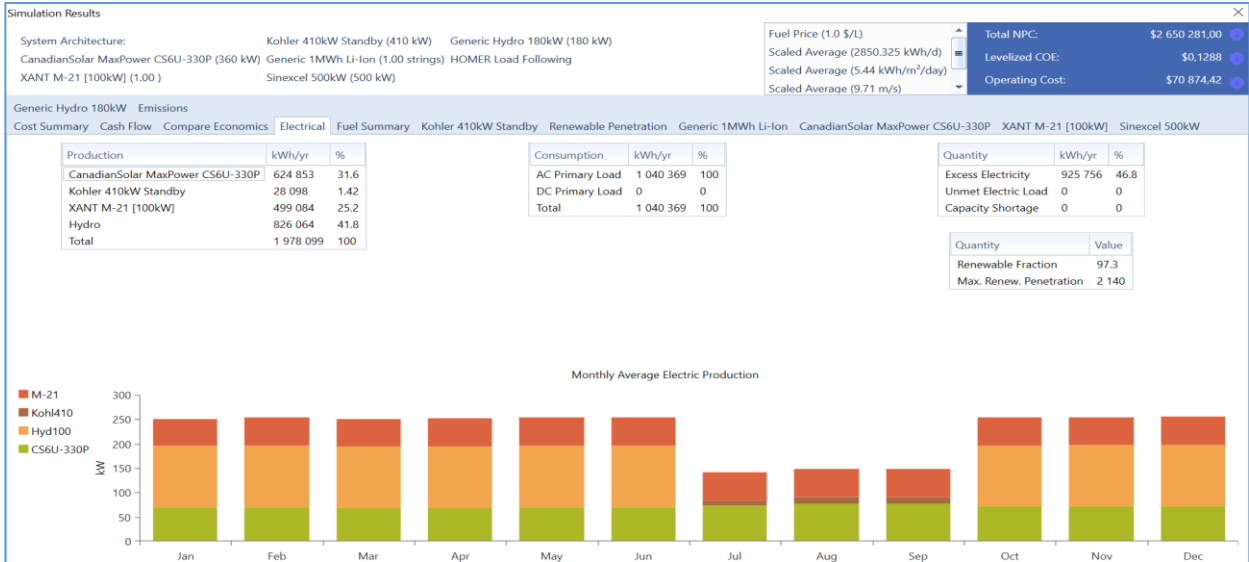 Simulation Results
System Architecture: Kohler 410kW Standby (410 kW) Generic Hydro 180kW (180 kW)
CanadianSolar MaxPower CS6U-330P (360 kW) Generic 1MWh Li-Ion (1.00 strings) HOMER Load Following
XANT M-21 [100kW] (1.00 ) Sinexcel 500kW (500 kW)
Fuel Price (1.0 $/L)
Scaled Average (2850.325 kWh/d)
Scaled Average (5.44 kWh/m²/day)
Scaled Average (9.71 m/s)
Total NPC: $2 650 281,00
Levelized COE: $0,1288
Operating Cost: $70 874,42
Generic Hydro 180kW Emissions
Cost Summary Cash Flow Compare Economics Electrical Fuel Summary Kohler 410kW Standby Renewable Penetration Generic 1MWh Li-Ion CanadianSolar MaxPower CS6U-330P XANT M-21 [100kW] Sinexcel 500kW
Production kWh/yr %
CanadianSolar MaxPower CS6U-330P 624 853 31.6
Kohler 410kW Standby 28 098 1.42
XANT M-21 [100kW] 499 084 25.2
Hydro 826 064 41.8
Total 1 978 099 100
Consumption kWh/yr %
AC Primary Load 1 040 369 100
DC Primary Load 0 0
Total 1 040 369 100
Quantity kWh/yr %
Excess Electricity 925 756 46.8
Unmet Electric Load 0 0
Capacity Shortage 0 0
Quantity Value
Renewable Fraction 97.3
Max. Renew. Penetration 2 140
Monthly Average Electric Production
M-21
Kohl410
Hyd100
CS6U-330P
kW
300
250
200
150
100
50
0
Jan Feb Mar Apr May Jun Jul Aug Sep Oct Nov Dec